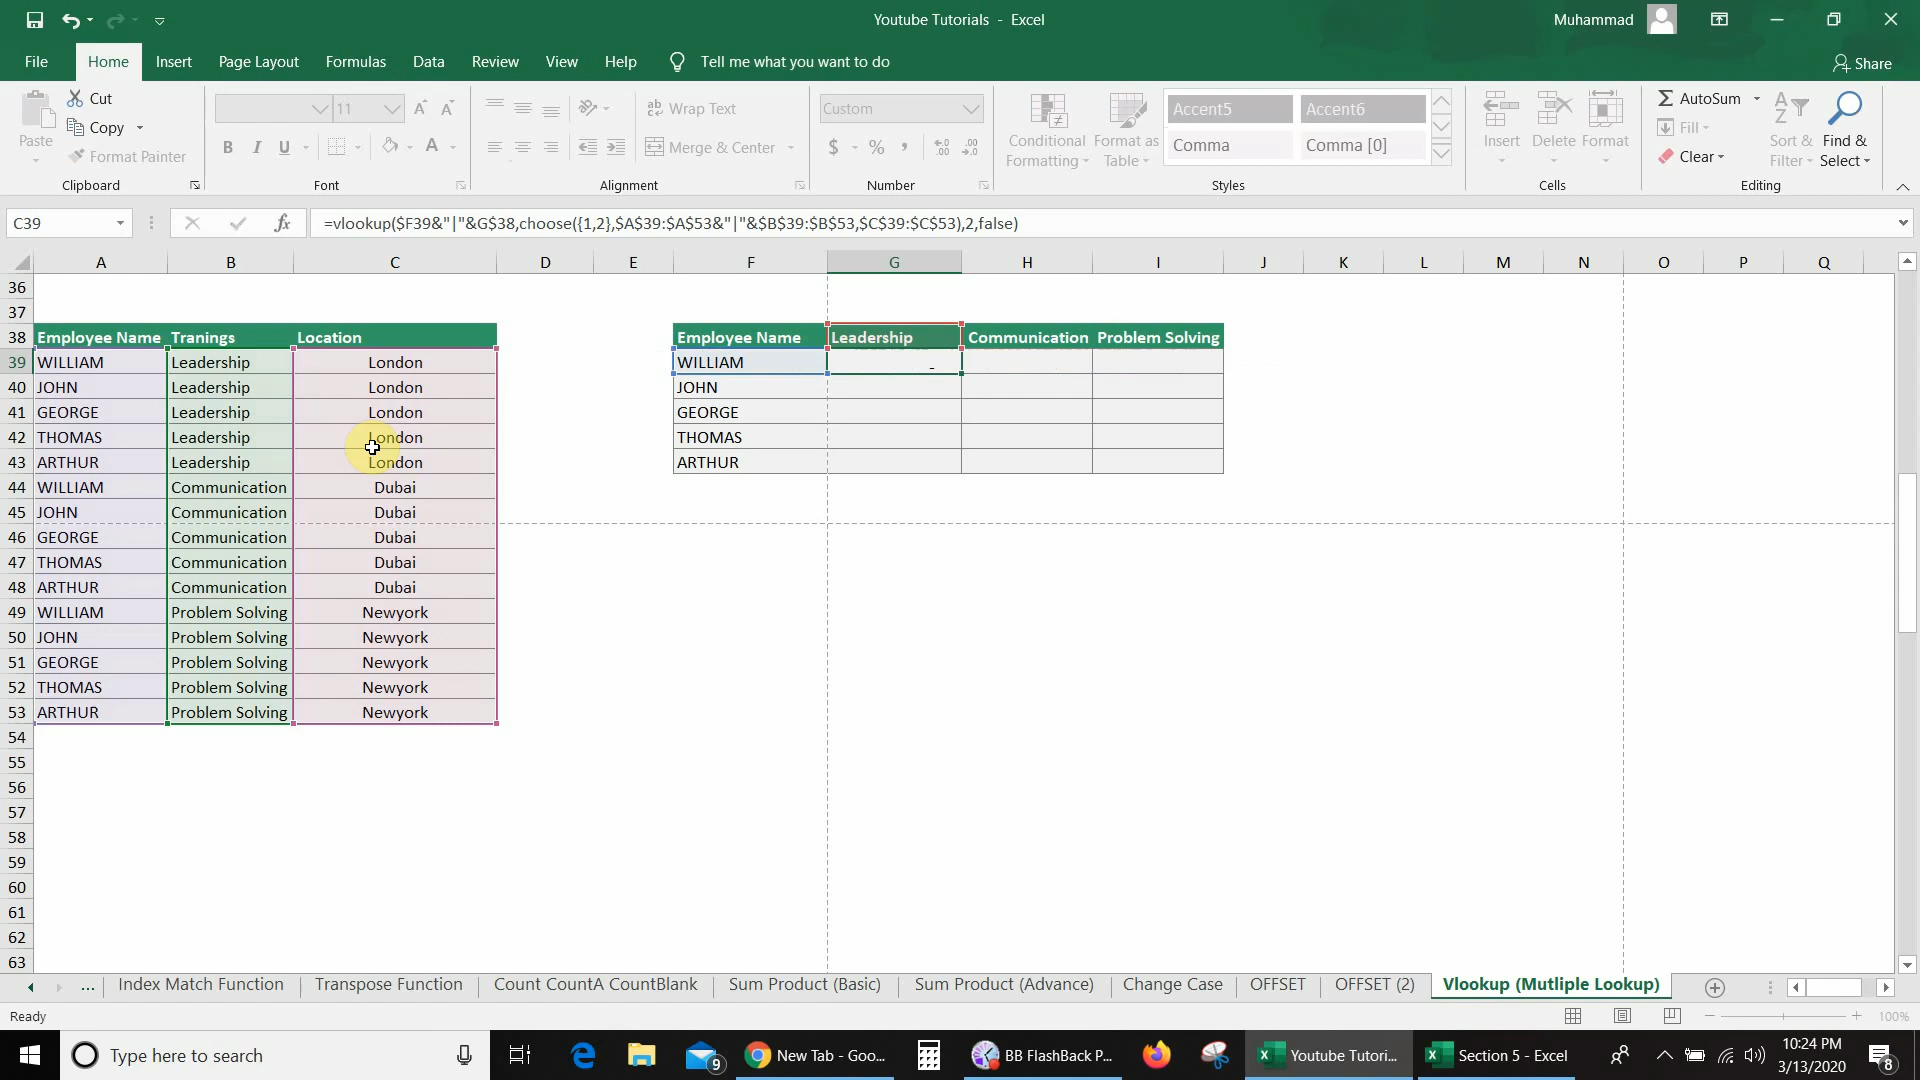 Youtube Tutorials - Excel
Muhammad
File Home Insert Page Layout Formulas Data Review View Help Tell me what you want to do Share
Paste
Cut
Copy
Format Painter
Clipboard
11
B I U A
Font
Wrap Text
Merge & Center
Alignment
Custom
$ % ,
Number
Conditional Formatting
Format as Table
Accent5 Accent6
Comma Comma [0]
Styles
Insert Delete Format
Cells
AutoSum
Fill
Clear
Sort & Filter
Find & Select
Editing
C39 fx =vlookup($F39&"|"&G$38,choose({1,2},$A$39:$A$53&"|"&$B$39:$B$53,$C$39:$C$53),2,false)
A B C D E F G H I J K L M N O P Q
36
37
38 Employee Name Tranings Location Employee Name Leadership Communication Problem Solving
39 WILLIAM Leadership London WILLIAM -
40 JOHN Leadership London JOHN
41 GEORGE Leadership London GEORGE
42 THOMAS Leadership London THOMAS
43 ARTHUR Leadership London ARTHUR
44 WILLIAM Communication Dubai
45 JOHN Communication Dubai
46 GEORGE Communication Dubai
47 THOMAS Communication Dubai
48 ARTHUR Communication Dubai
49 WILLIAM Problem Solving Newyork
50 JOHN Problem Solving Newyork
51 GEORGE Problem Solving Newyork
52 THOMAS Problem Solving Newyork
53 ARTHUR Problem Solving Newyork
54
55
56
57
58
59
60
61
62
63
... Index Match Function Transpose Function Count CountA CountBlank Sum Product (Basic) Sum Product (Advance) Change Case OFFSET OFFSET (2) Vlookup (Mutliple Lookup)
Ready 100%
Type here to search 9 New Tab - Goo... BB FlashBack P... Youtube Tutori... Section 5 - Excel 10:24 PM
3/13/2020 8